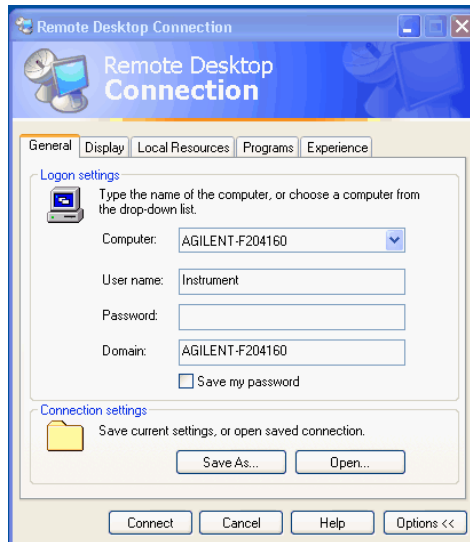 Remote Desktop Connection
Remote Desktop
Connection
General Display Local Resources Programs Experience
Logon settings
Type the name of the computer, or choose a computer from
the drop-down list.
Computer: AGILENT-F204160
User name: Instrument
Password:
Domain: AGILENT-F204160
Save my password
Connection settings
Save current settings, or open saved connection.
Save As... Open...
Connect Cancel Help Options <<